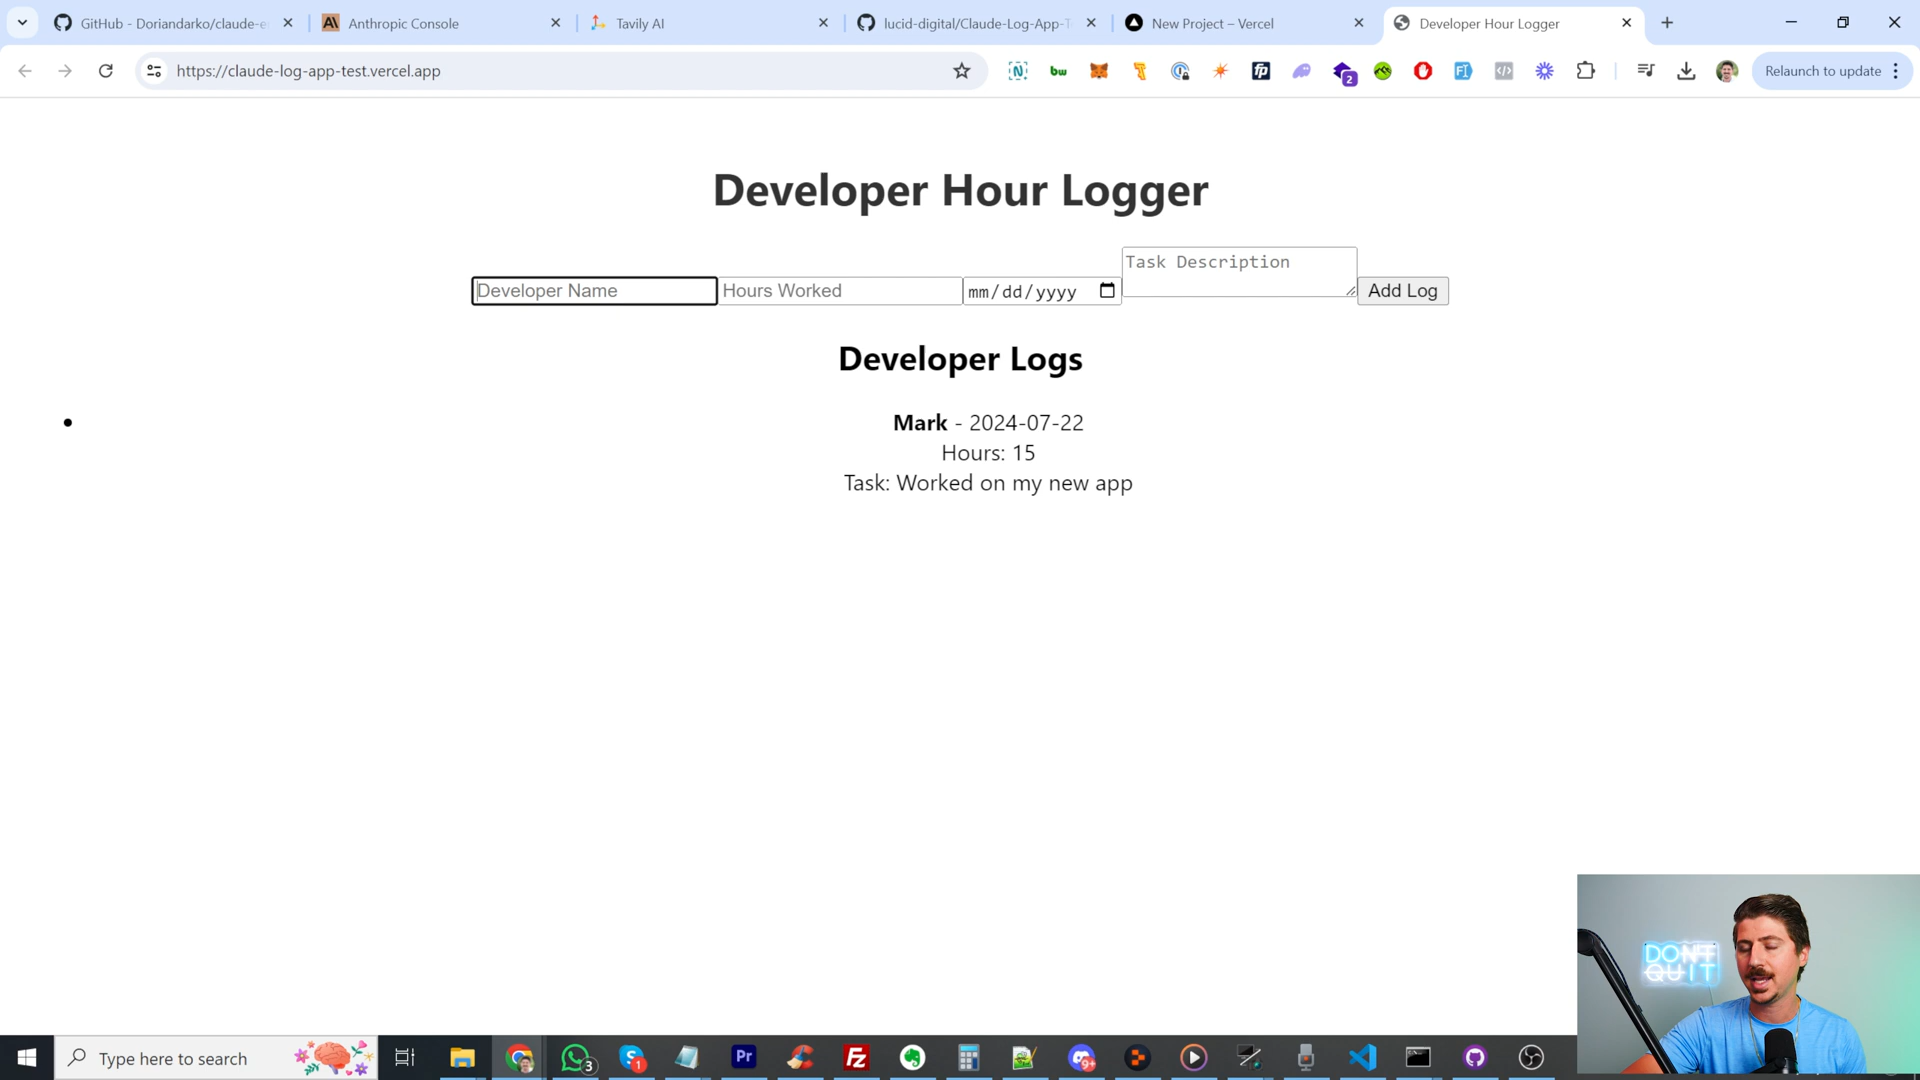 GitHub - Doriandarko/claude-e
Anthropic Console
Tavily AI
lucid-digital/Claude-Log-App-T
New Project – Vercel
Developer Hour Logger
https://claude-log-app-test.vercel.app
Relaunch to update
Developer Hour Logger
Developer Name
Hours Worked
mm/dd/yyyy
Task Description
Add Log
Developer Logs
Mark - 2024-07-22
Hours: 15
Task: Worked on my new app
DON'T
QUIT
Type here to search